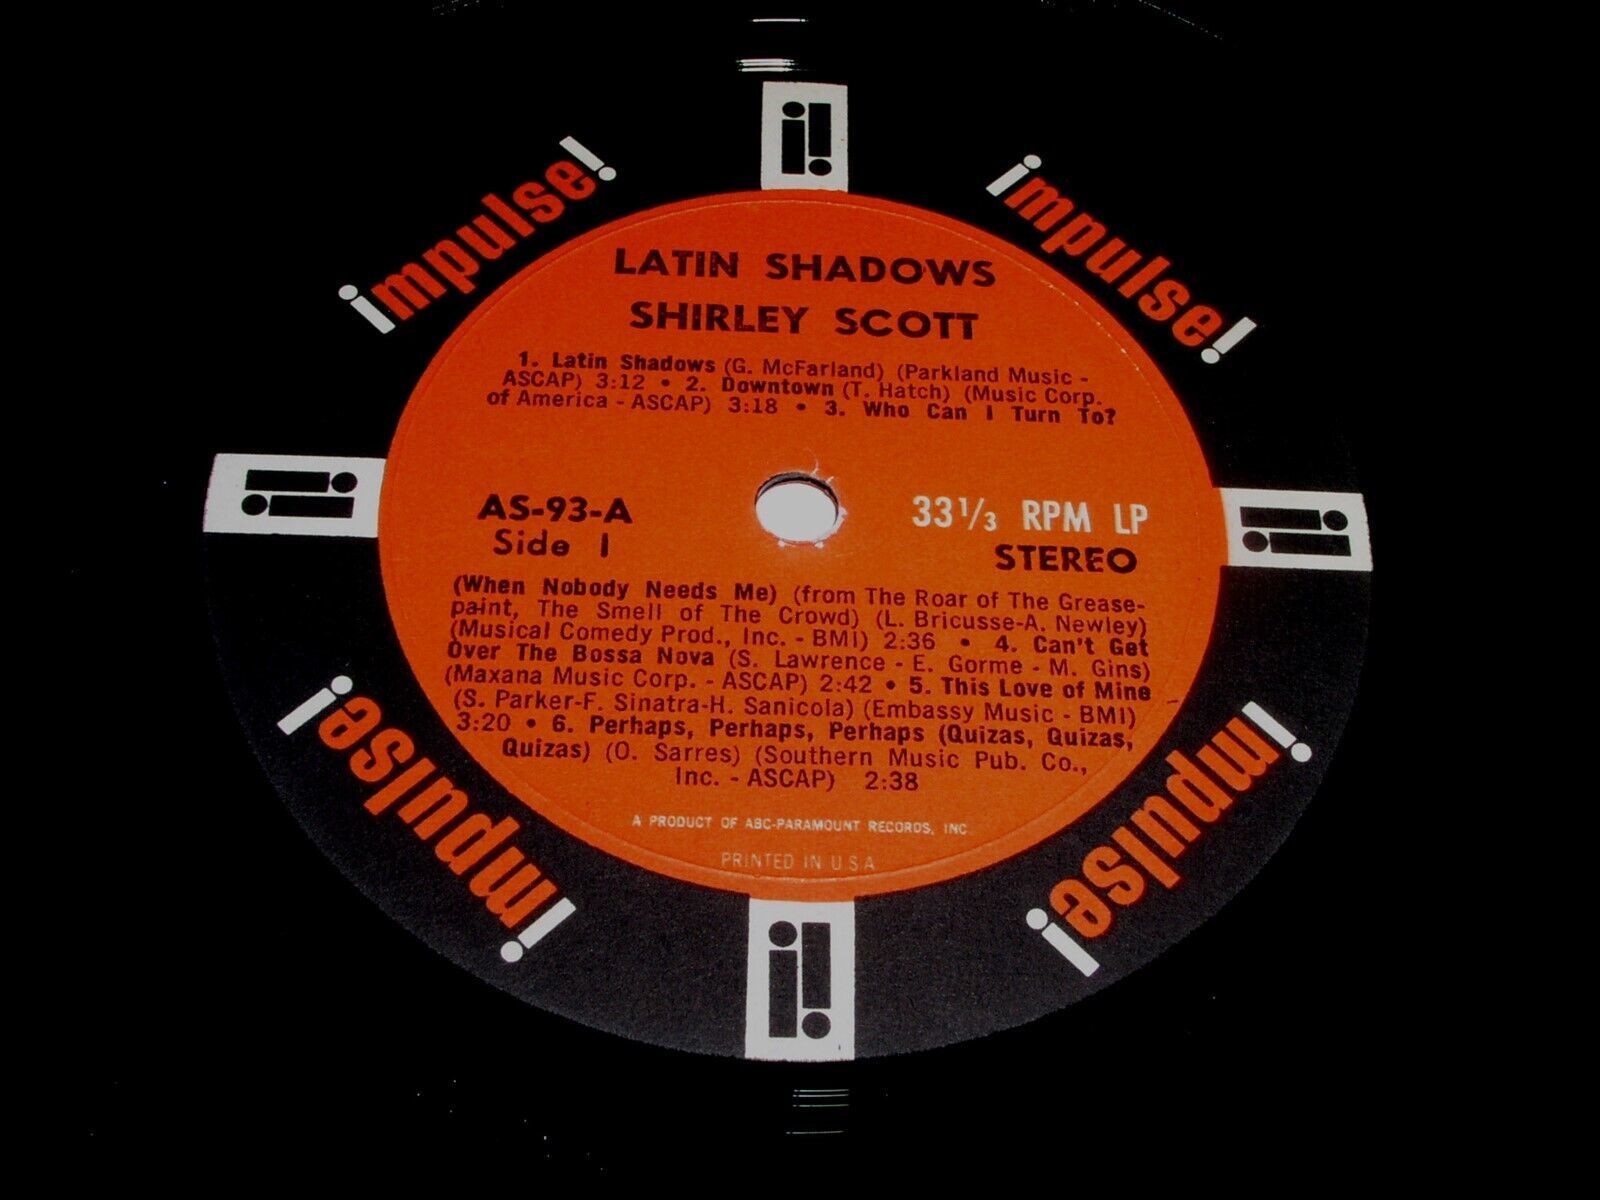 impulse!
impulse!
LATIN SHADOWS
SHIRLEY SCOTT
1. Latin Shadows (G. McFarland) (Parkland Music -
ASCAP) 3:12 • 2. Downtown (T. Hatch) (Music Corp.
of America - ASCAP) 3:18 • 3. Who Can I Turn To?
AS-93-A
Side 1
33 1/3 RPM LP
STEREO
(When Nobody Needs Me) (from The Roar of The Grease-
paint, The Smell of The Crowd) (L. Bricusse-A. Newley)
(Musical Comedy Prod., Inc. - BMI) 2:36 • 4. Can't Get
Over The Bossa Nova (S. Lawrence - E. Gorme - M. Gins)
(Maxana Music Corp. - ASCAP) 2:42 • 5. This Love of Mine
(S. Parker-F. Sinatra-H. Sanicola) (Embassy Music - BMI)
3:20 • 6. Perhaps, Perhaps, Perhaps (Quizas, Quizas,
Quizas) (O. Sarres) (Southern Music Pub. Co.,
Inc. - ASCAP) 2:38
A PRODUCT OF ABC-PARAMOUNT RECORDS, INC.
PRINTED IN U.S.A.
impulse!
impulse!